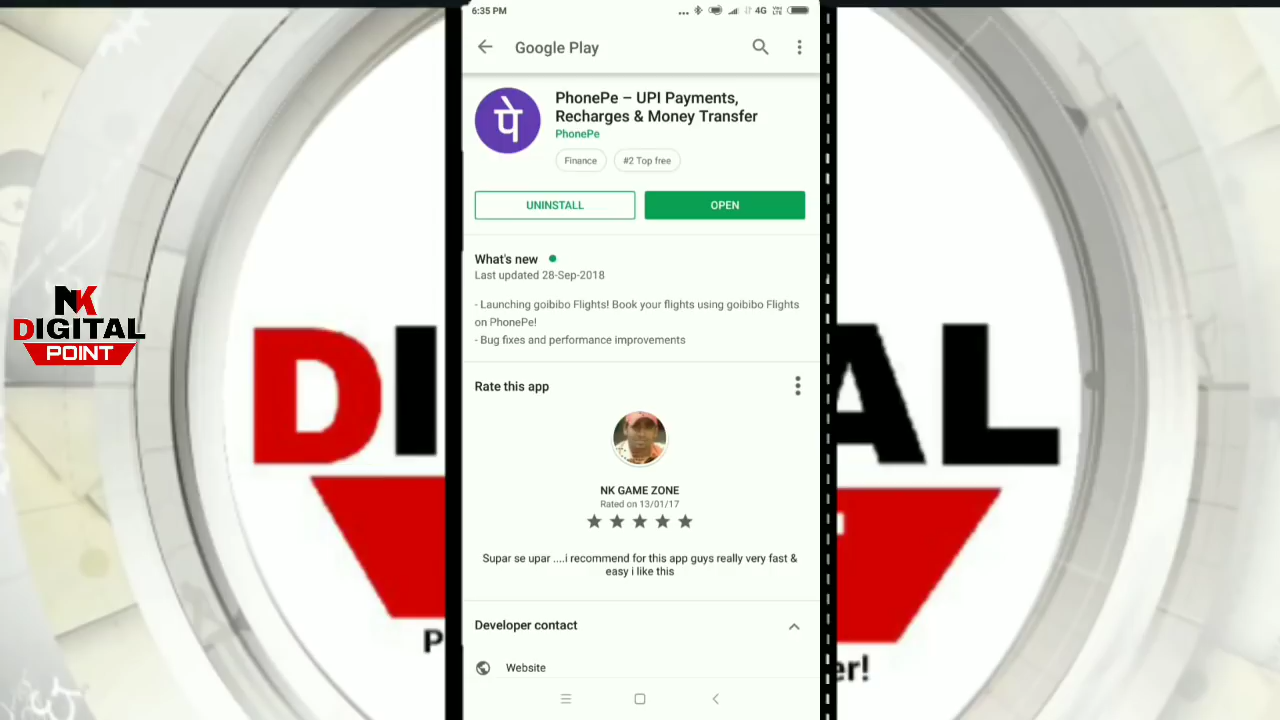 6:35 PM
4G
VoLTE
Google Play
पे
PhonePe – UPI Payments,
Recharges & Money Transfer
PhonePe
Finance
#2 Top free
UNINSTALL
OPEN
What's new
Last updated 28-Sep-2018
- Launching goibibo Flights! Book your flights using goibibo Flights
on PhonePe!
- Bug fixes and performance improvements
Rate this app
NK GAME ZONE
Rated on 13/01/17
Supar se upar ....i recommend for this app guys really very fast &
easy i like this
Developer contact
Website
NK
DIGITAL
POINT
DI
AL
P
er!